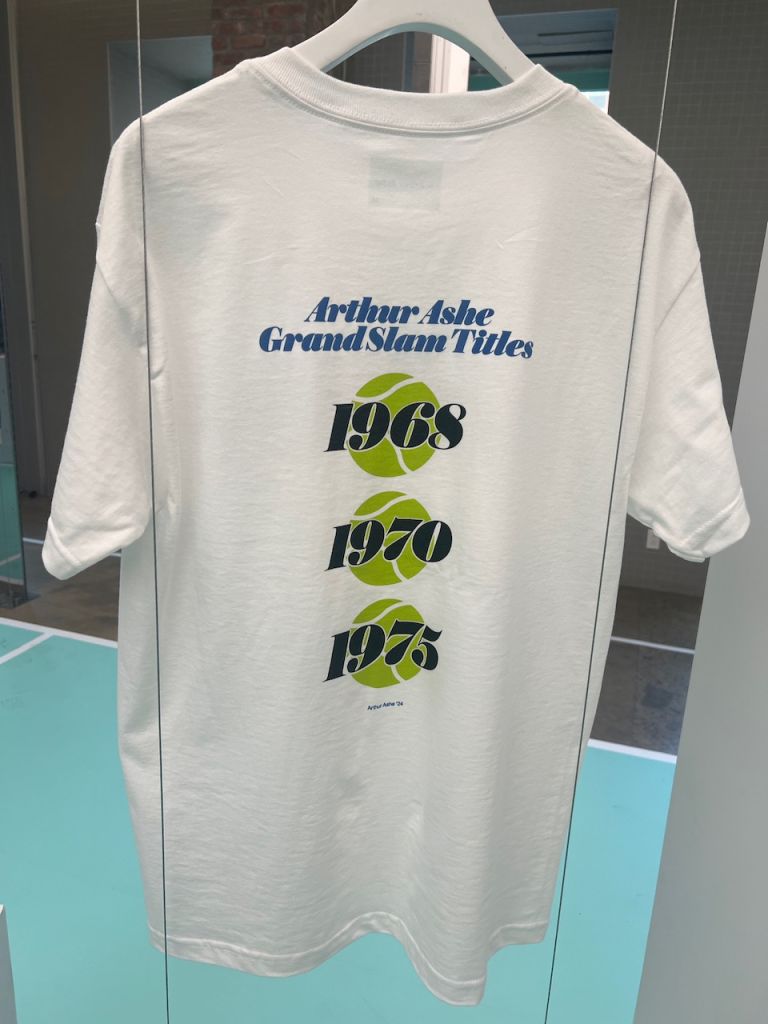 Arthur Ashe
Grand Slam Titles
1968
1970
1975
Arthur Ashe '24